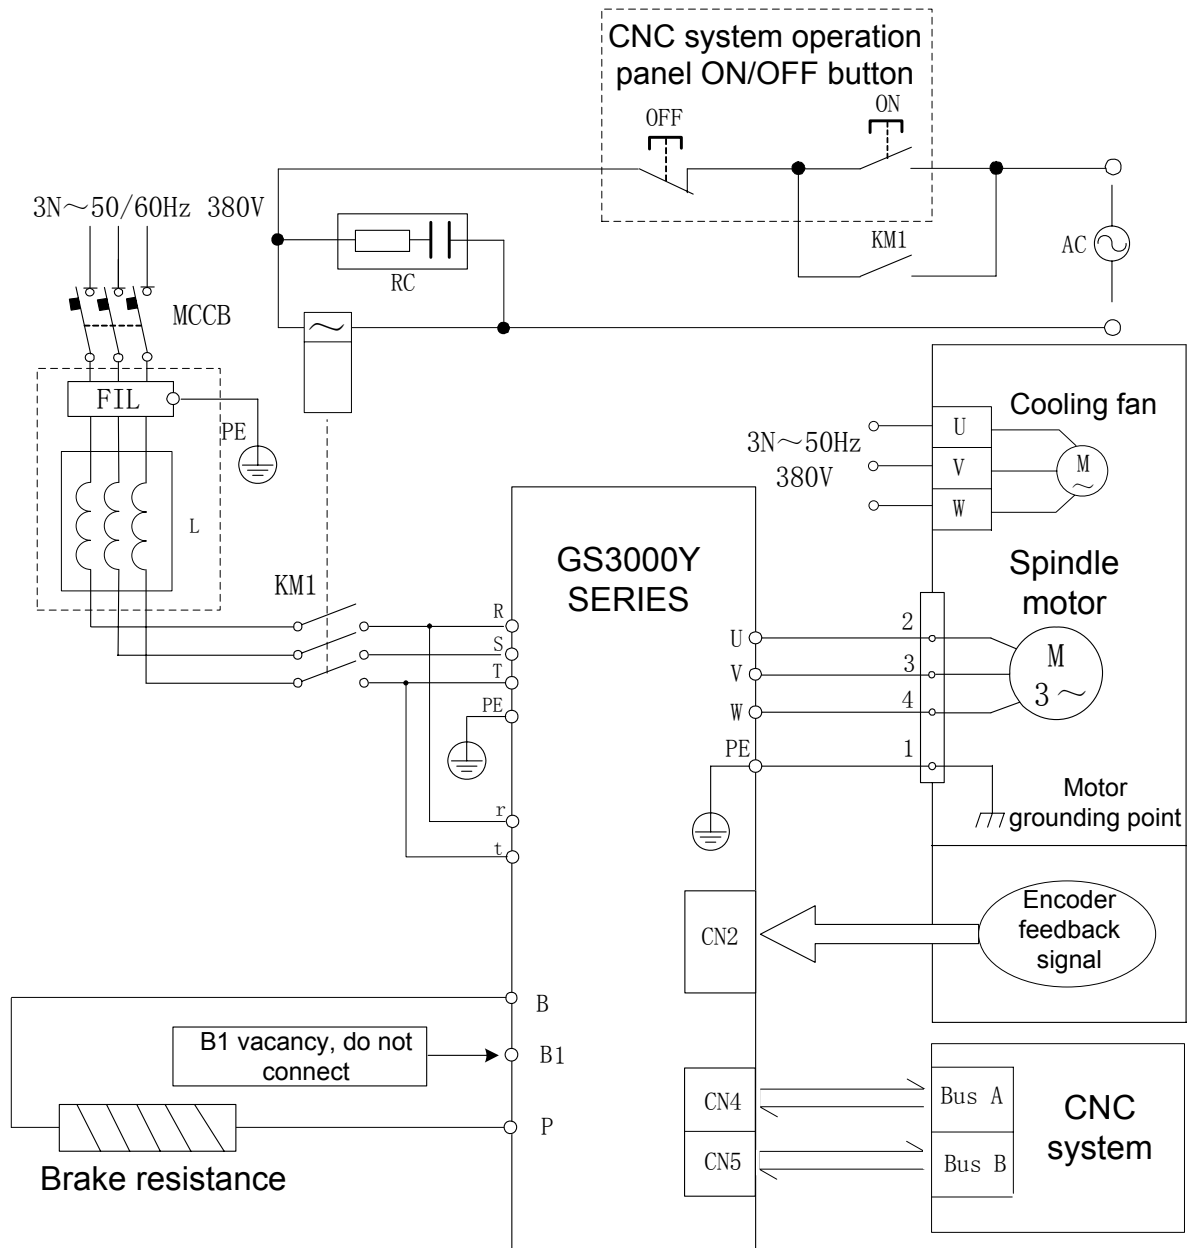 CNC system operation
panel ON/OFF button
OFF
ON
3N～50/60Hz 380V
KM1
AC
RC
MCCB
FIL
PE
L
Cooling fan
3N～50Hz
380V
U
V
W
M
～
KM1
GS3000Y
SERIES
Spindle
motor
R
S
T
PE
r
t
U
V
W
PE
2
3
4
1
M
3～
Motor
grounding point
CN2
Encoder
feedback
signal
B
B1 vacancy, do not
connect
B1
P
Brake resistance
CN4
CN5
Bus A
Bus B
CNC
system